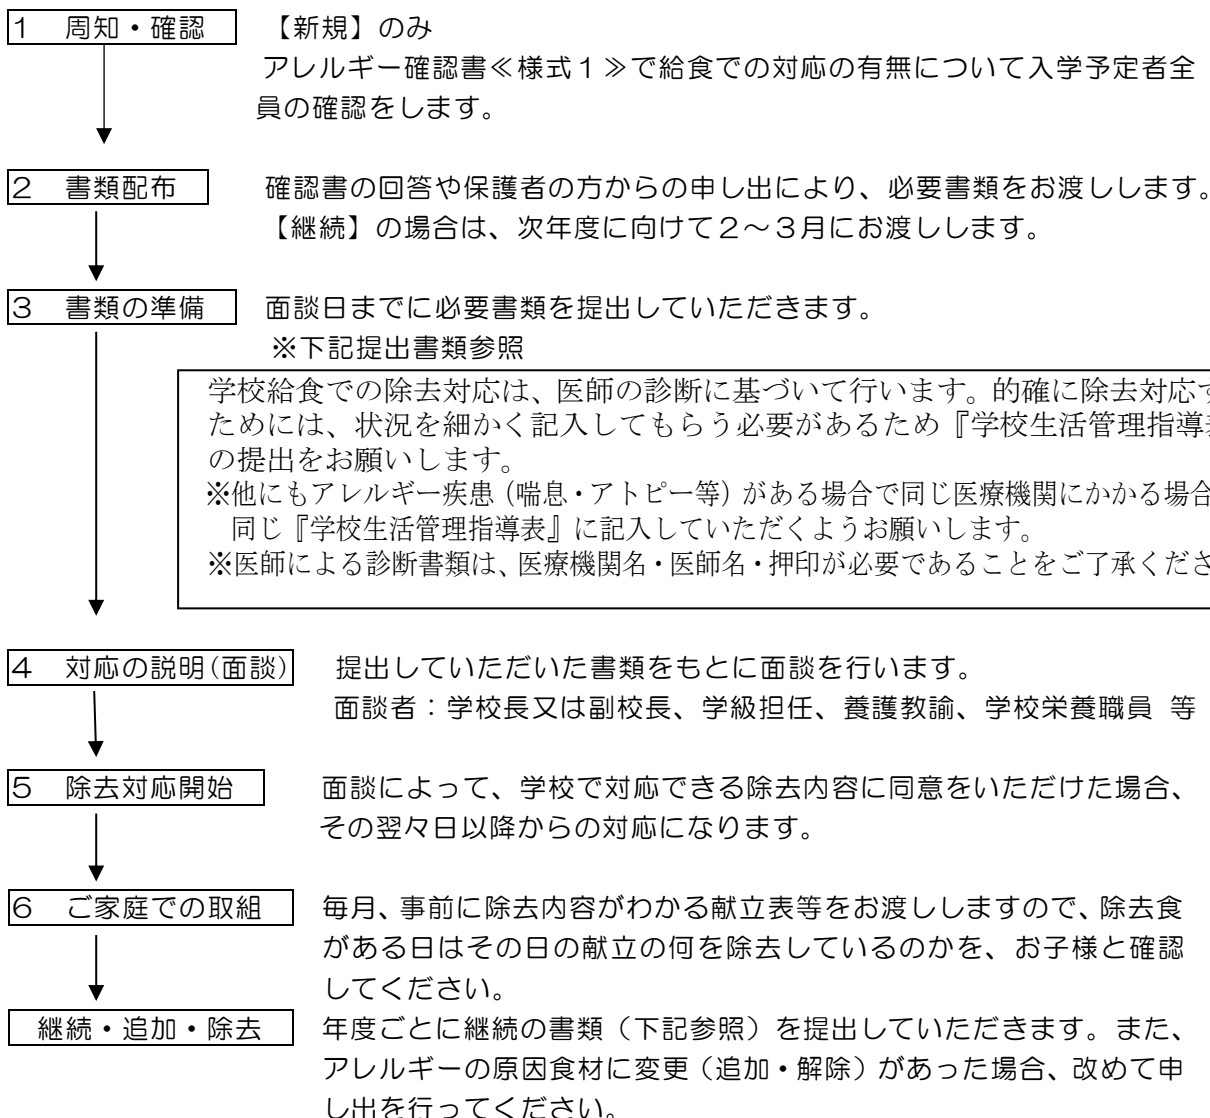 1　周知・確認　【新規】のみ
アレルギー確認書≪様式１≫で給食での対応の有無について入学予定者全
員の確認をします。
2　書類配布　確認書の回答や保護者の方からの申し出により、必要書類をお渡しします。
【継続】の場合は、次年度に向けて２～３月にお渡しします。
3　書類の準備　面談日までに必要書類を提出していただきます。
※下記提出書類参照
学校給食での除去対応は、医師の診断に基づいて行います。的確に除去対応す
ためには、状況を細かく記入してもらう必要があるため『学校生活管理指導表
の提出をお願いします。
※他にもアレルギー疾患（喘息・アトピー等）がある場合で同じ医療機関にかかる場合
同じ『学校生活管理指導表』に記入していただくようお願いします。
※医師による診断書類は、医療機関名・医師名・押印が必要であることをご了承くださ
4　対応の説明（面談）　提出していただいた書類をもとに面談を行います。
面談者：学校長又は副校長、学級担任、養護教諭、学校栄養職員 等
5　除去対応開始　面談によって、学校で対応できる除去内容に同意をいただけた場合、
その翌々日以降からの対応になります。
6　ご家庭での取組　毎月、事前に除去内容がわかる献立表等をお渡ししますので、除去食
がある日はその日の献立の何を除去しているのかを、お子様と確認
してください。
継続・追加・除去　年度ごとに継続の書類（下記参照）を提出していただきます。また、
アレルギーの原因食材に変更（追加・解除）があった場合、改めて申
し出を行ってください。